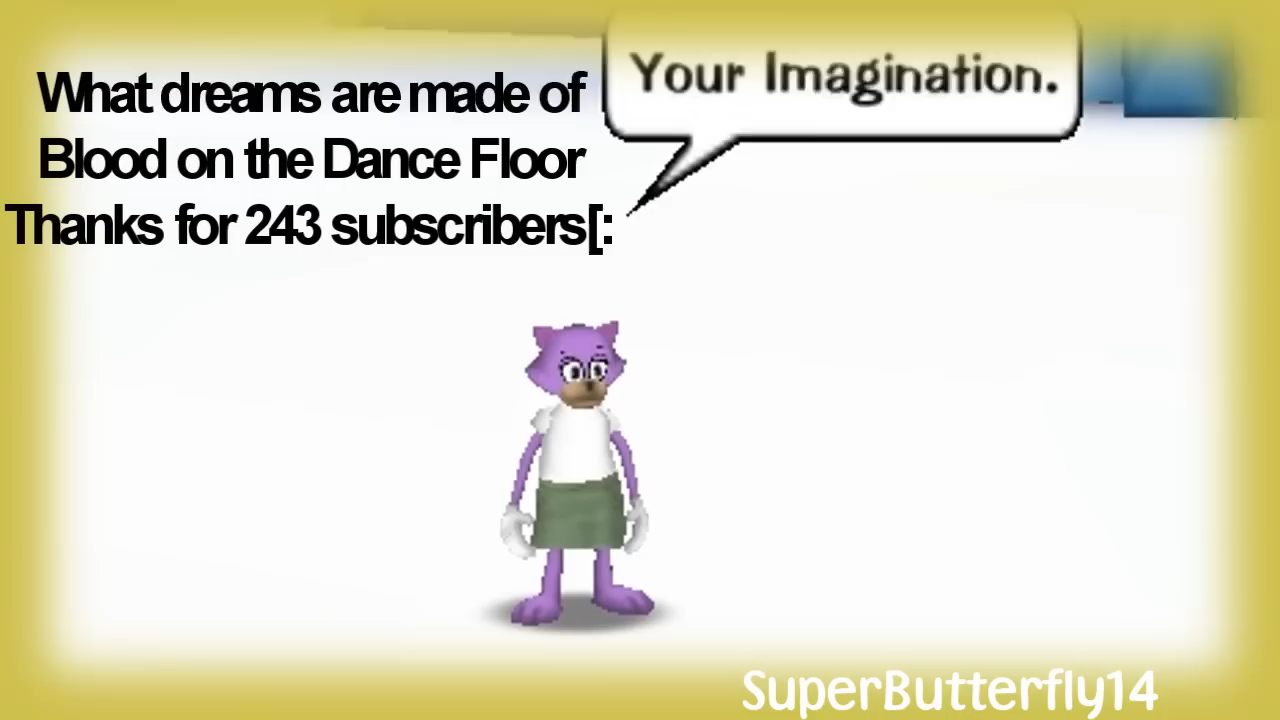 What dreams are made of
Blood on the Dance Floor
Thanks for 243 subscribers[:
Your Imagination.
SuperButterfly14